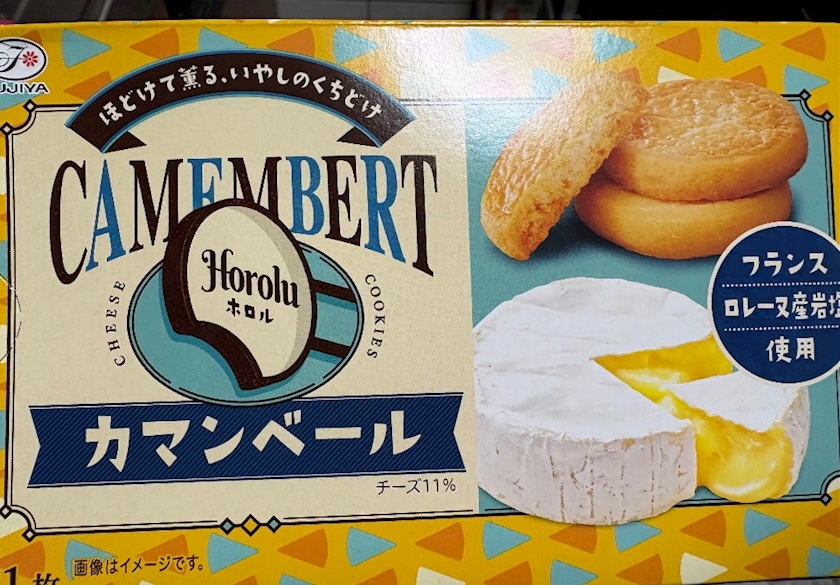 ほどけて薫る、いやしのくちどけ
CAMEMBERT
Horolu
ホロル
CHEESE
COOKIES
カマンベール
チーズ11%
フランス
ロレーヌ産岩塩
使用
画像はイメージです。